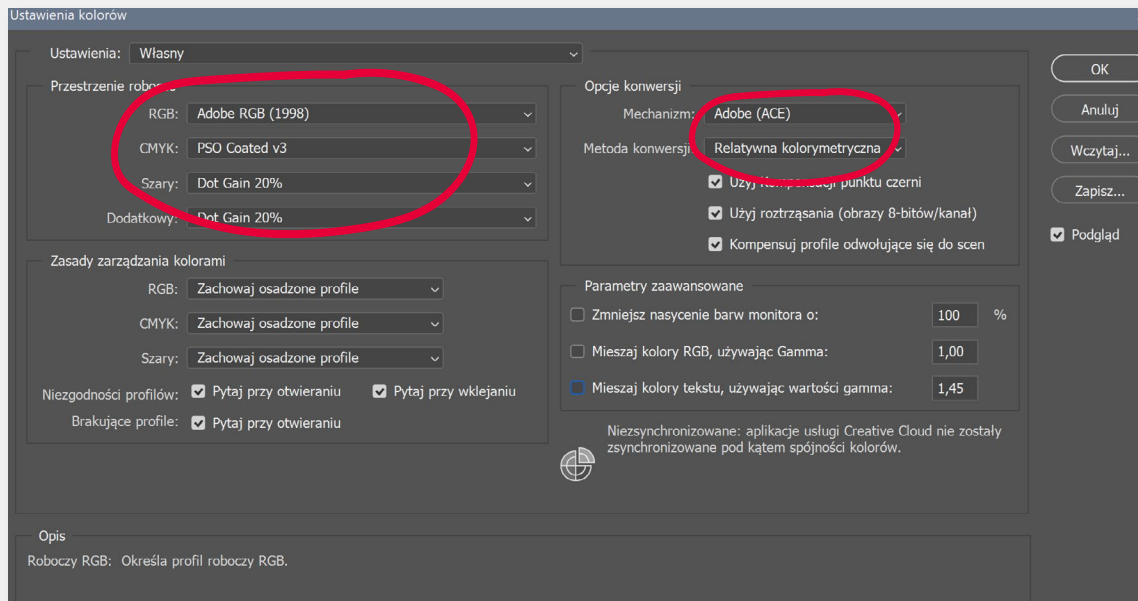 Ustawienia kolorów
Ustawienia: Własny
Przestrzenie robocze
RGB: Adobe RGB (1998)
CMYK: PSO Coated v3
Szary: Dot Gain 20%
Dodatkowy: Dot Gain 20%
Zasady zarządzania kolorami
RGB: Zachowaj osadzone profile
CMYK: Zachowaj osadzone profile
Szary: Zachowaj osadzone profile
Niezgodności profilów: Pytaj przy otwieraniu Pytaj przy wklejaniu
Brakujące profile: Pytaj przy otwieraniu
Opcje konwersji
Mechanizm: Adobe (ACE)
Metoda konwersji: Relatywna kolorymetryczna
Użyj Kompensacji punktu czerni
Użyj roztrząsania (obrazy 8-bitów/kanał)
Kompensuj profile odwołujące się do scen
Parametry zaawansowane
Zmniejsz nasycenie barw monitora o: 100 %
Mieszaj kolory RGB, używając Gamma: 1,00
Mieszaj kolory tekstu, używając wartości gamma: 1,45
Niezsynchronizowane: aplikacje usługi Creative Cloud nie zostały
zsynchronizowane pod kątem spójności kolorów.
OK
Anuluj
Wczytaj...
Zapisz...
Podgląd
Opis
Roboczy RGB: Określa profil roboczy RGB.